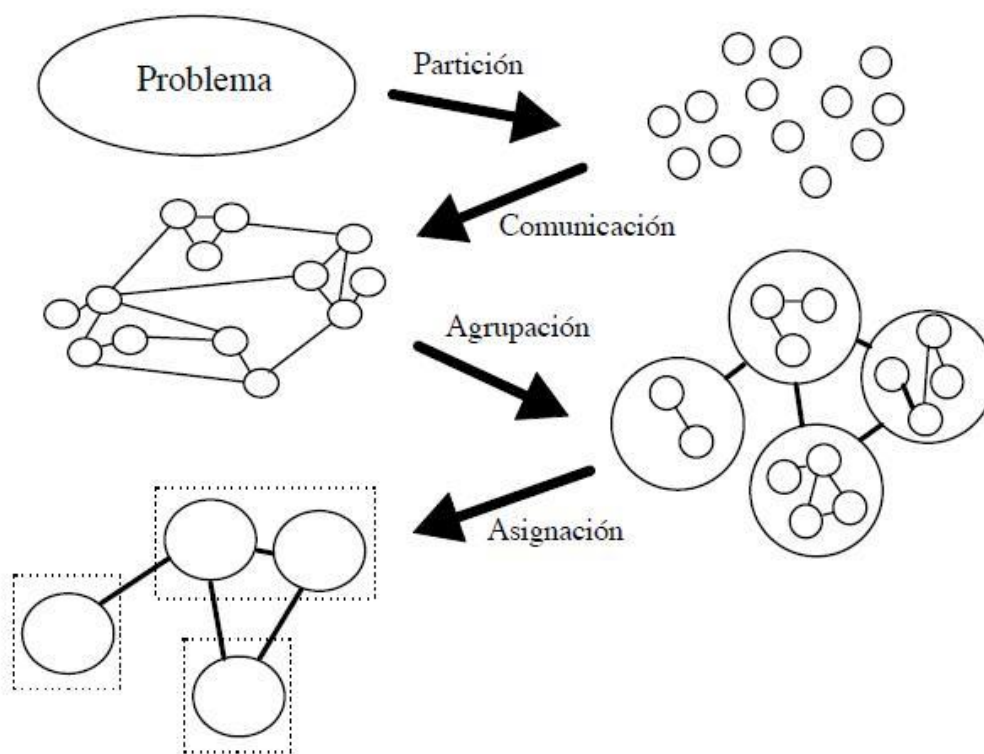 Problema
Partición
Comunicación
Agrupación
Asignación